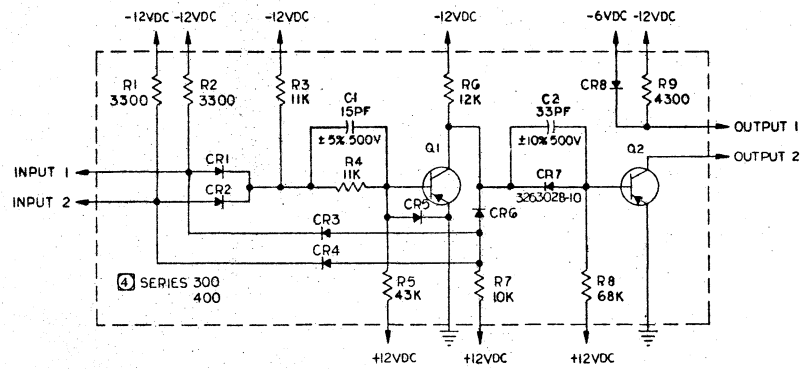 -12VDC -12VDC -12VDC -12VDC -6VDC -12VDC
R1
3300
R2
3300
R3
11K
C1
15PF
±5% 500V
R4
11K
R6
12K
C2
33PF
±10% 500V
CR8
R9
4300
OUTPUT 1
OUTPUT 2
INPUT 1
INPUT 2
CR1
CR2
Q1
CR5
CR6
CR7
3263028-10
Q2
CR3
CR4
4 SERIES 300
400
R5
43K
R7
10K
R8
68K
+12VDC +12VDC +12VDC